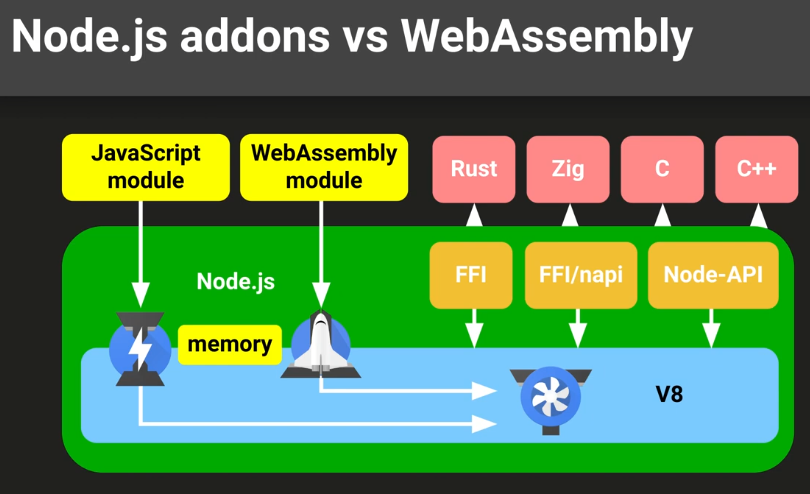 Node.js addons vs WebAssembly
JavaScript
module
WebAssembly
module
Rust
Zig
C
C++
Node.js
FFI
FFI/napi
Node-API
memory
V8